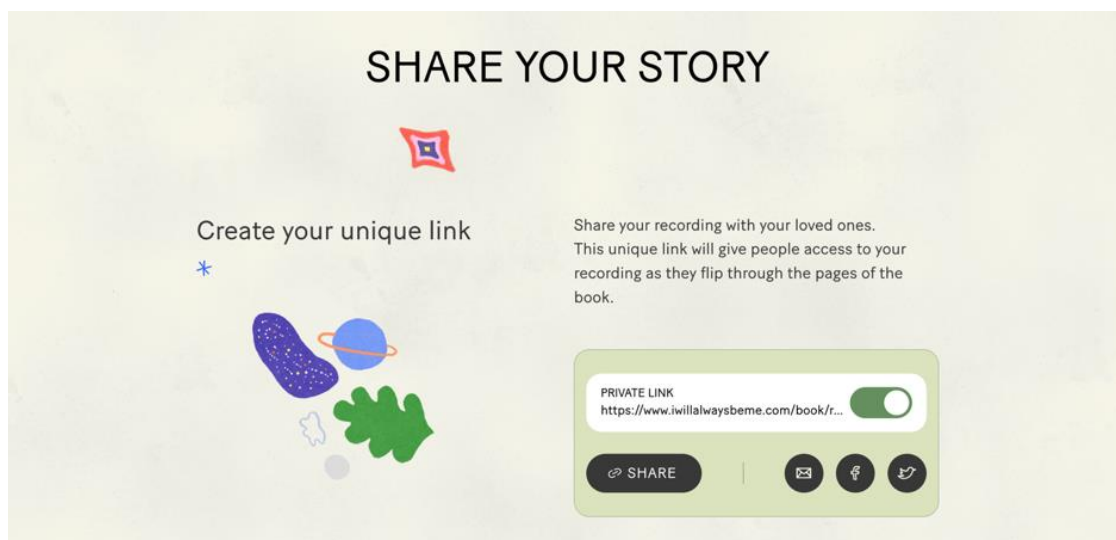 SHARE YOUR STORY
Create your unique link
Share your recording with your loved ones.
This unique link will give people access to your
recording as they flip through the pages of the
book.
PRIVATE LINK
https://www.iwillalwaysbeme.com/book/r...
SHARE